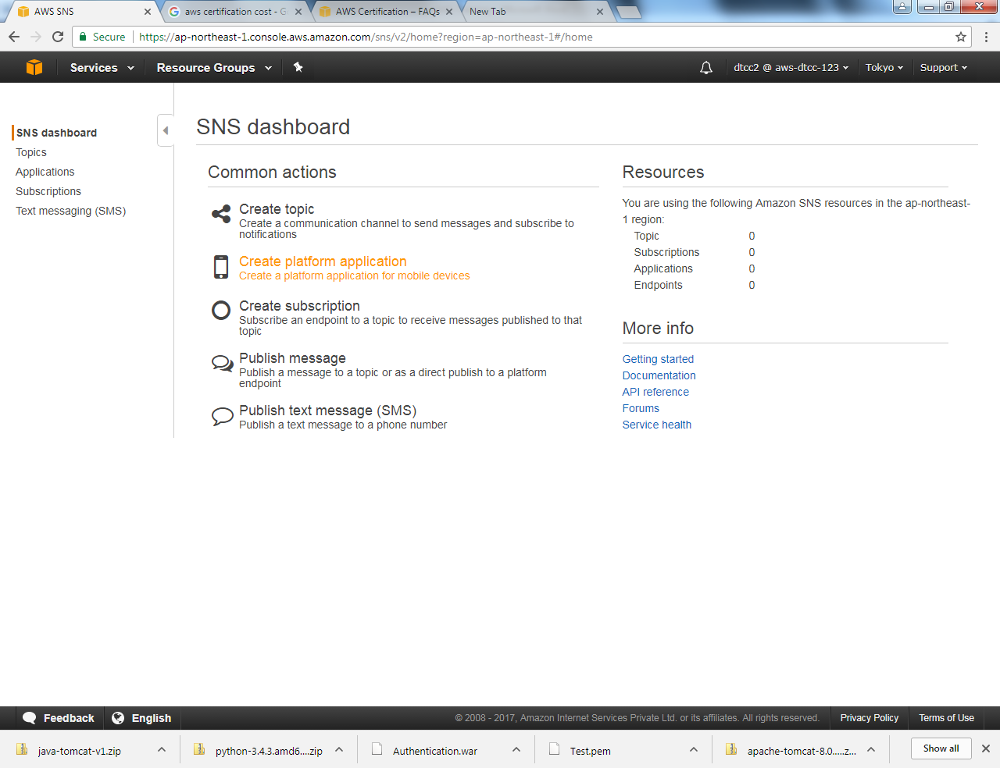 AWS SNS
aws certification cost - G
AWS Certification – FAQs
New Tab
Secure
https://ap-northeast-1.console.aws.amazon.com/sns/v2/home?region=ap-northeast-1#/home
Services
Resource Groups
dtcc2 @ aws-dtcc-123
Tokyo
Support
SNS dashboard
Topics
Applications
Subscriptions
Text messaging (SMS)
SNS dashboard
Common actions
Create topic
Create a communication channel to send messages and subscribe to
notifications
Create platform application
Create a platform application for mobile devices
Create subscription
Subscribe an endpoint to a topic to receive messages published to that
topic
Publish message
Publish a message to a topic or as a direct publish to a platform
endpoint
Publish text message (SMS)
Publish a text message to a phone number
Resources
You are using the following Amazon SNS resources in the ap-northeast-
1 region:
Topic 0
Subscriptions 0
Applications 0
Endpoints 0
More info
Getting started
Documentation
API reference
Forums
Service health
Feedback
English
© 2008 - 2017, Amazon Internet Services Private Ltd. or its affiliates. All rights reserved.
Privacy Policy
Terms of Use
java-tomcat-v1.zip
python-3.4.3.amd6....zip
Authentication.war
Test.pem
apache-tomcat-8.0.....z...
Show all